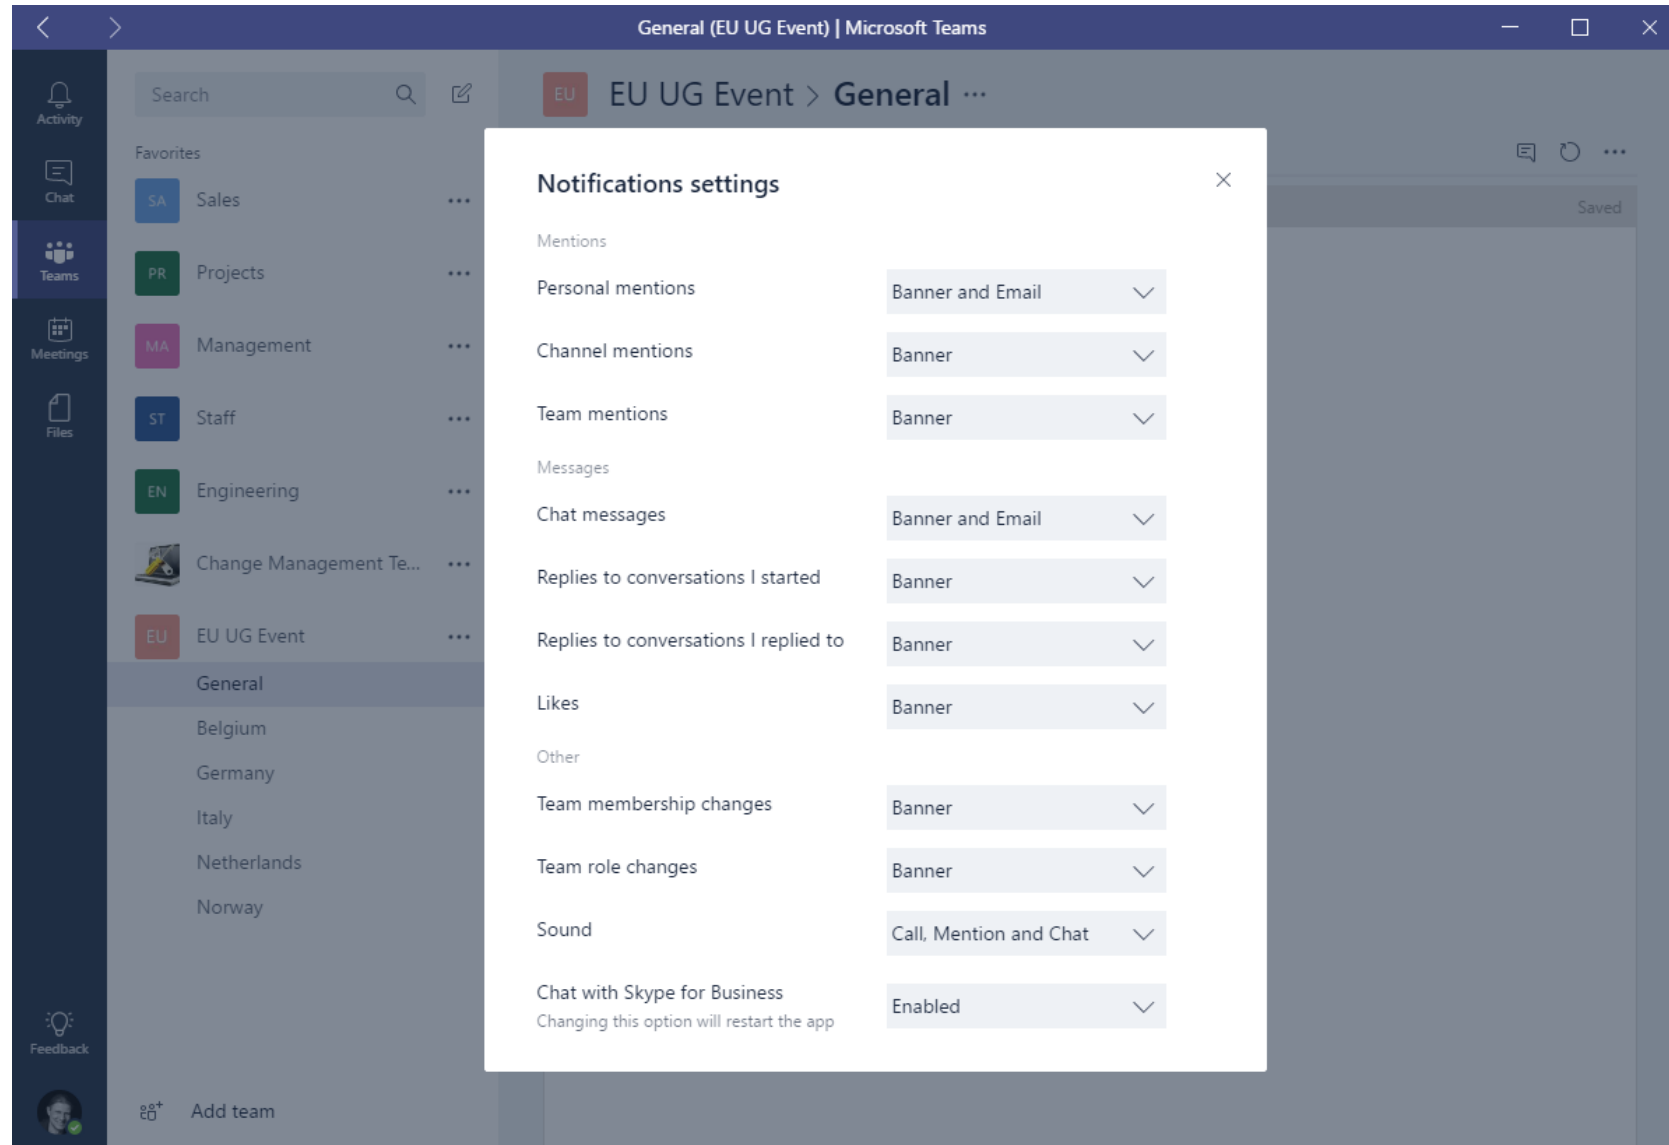 General (EU UG Event) | Microsoft Teams
Activity
Chat
Teams
Meetings
Files
Feedback
Search
Favorites
SA Sales
PR Projects
MA Management
ST Staff
EN Engineering
Change Management Te...
EU EU UG Event
General
Belgium
Germany
Italy
Netherlands
Norway
Add team
EU EU UG Event > General ...
Saved
Notifications settings
Mentions
Personal mentions Banner and Email
Channel mentions Banner
Team mentions Banner
Messages
Chat messages Banner and Email
Replies to conversations I started Banner
Replies to conversations I replied to Banner
Likes Banner
Other
Team membership changes Banner
Team role changes Banner
Sound Call, Mention and Chat
Chat with Skype for Business Enabled
Changing this option will restart the app